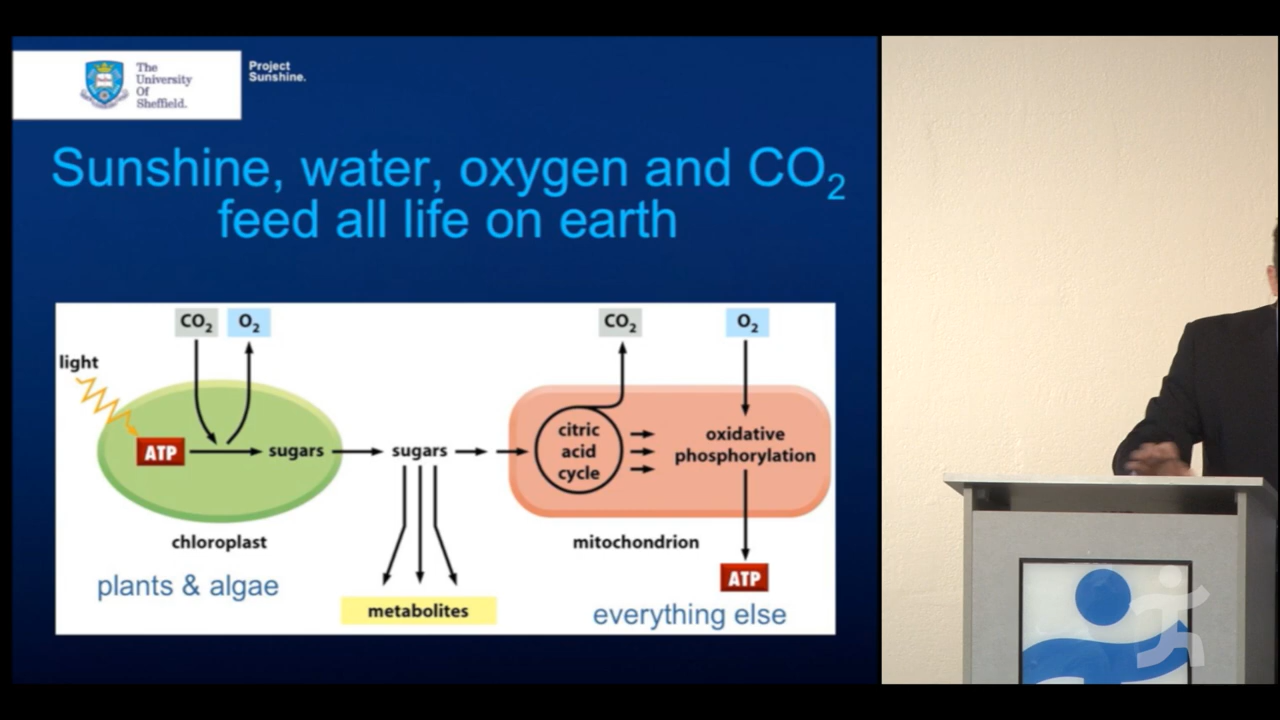 The
University
Of
Sheffield.
Project
Sunshine.
Sunshine, water, oxygen and CO₂
feed all life on earth
CO₂ O₂ CO₂ O₂
light
ATP sugars sugars
citric
acid
cycle
oxidative
phosphorylation
chloroplast
mitochondrion
ATP
plants & algae
metabolites
everything else